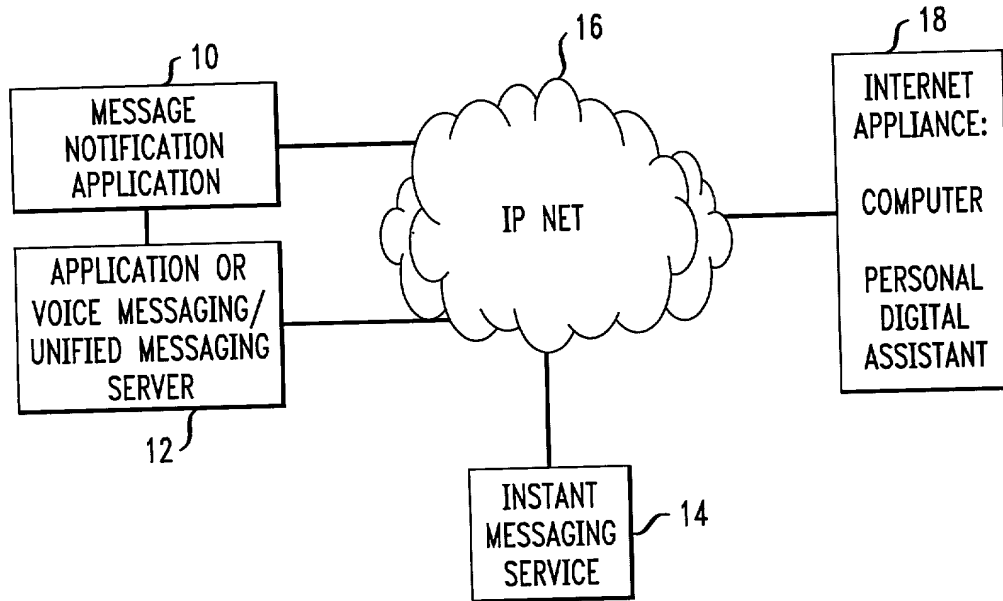 10
MESSAGE
NOTIFICATION
APPLICATION
APPLICATION OR
VOICE MESSAGING/
UNIFIED MESSAGING
SERVER
12
16
IP NET
INSTANT
MESSAGING
SERVICE
14
18
INTERNET
APPLIANCE:
COMPUTER
PERSONAL
DIGITAL
ASSISTANT